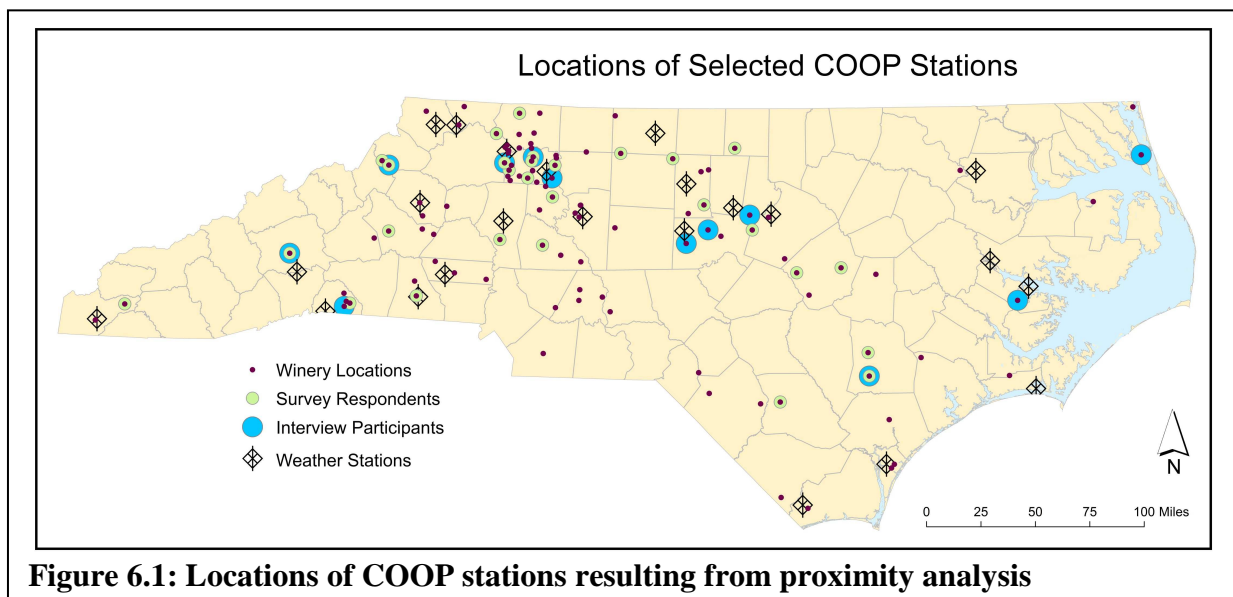 Locations of Selected COOP Stations
Winery Locations
Survey Respondents
Interview Participants
Weather Stations
N
0 25 50 75 100 Miles
Figure 6.1: Locations of COOP stations resulting from proximity analysis